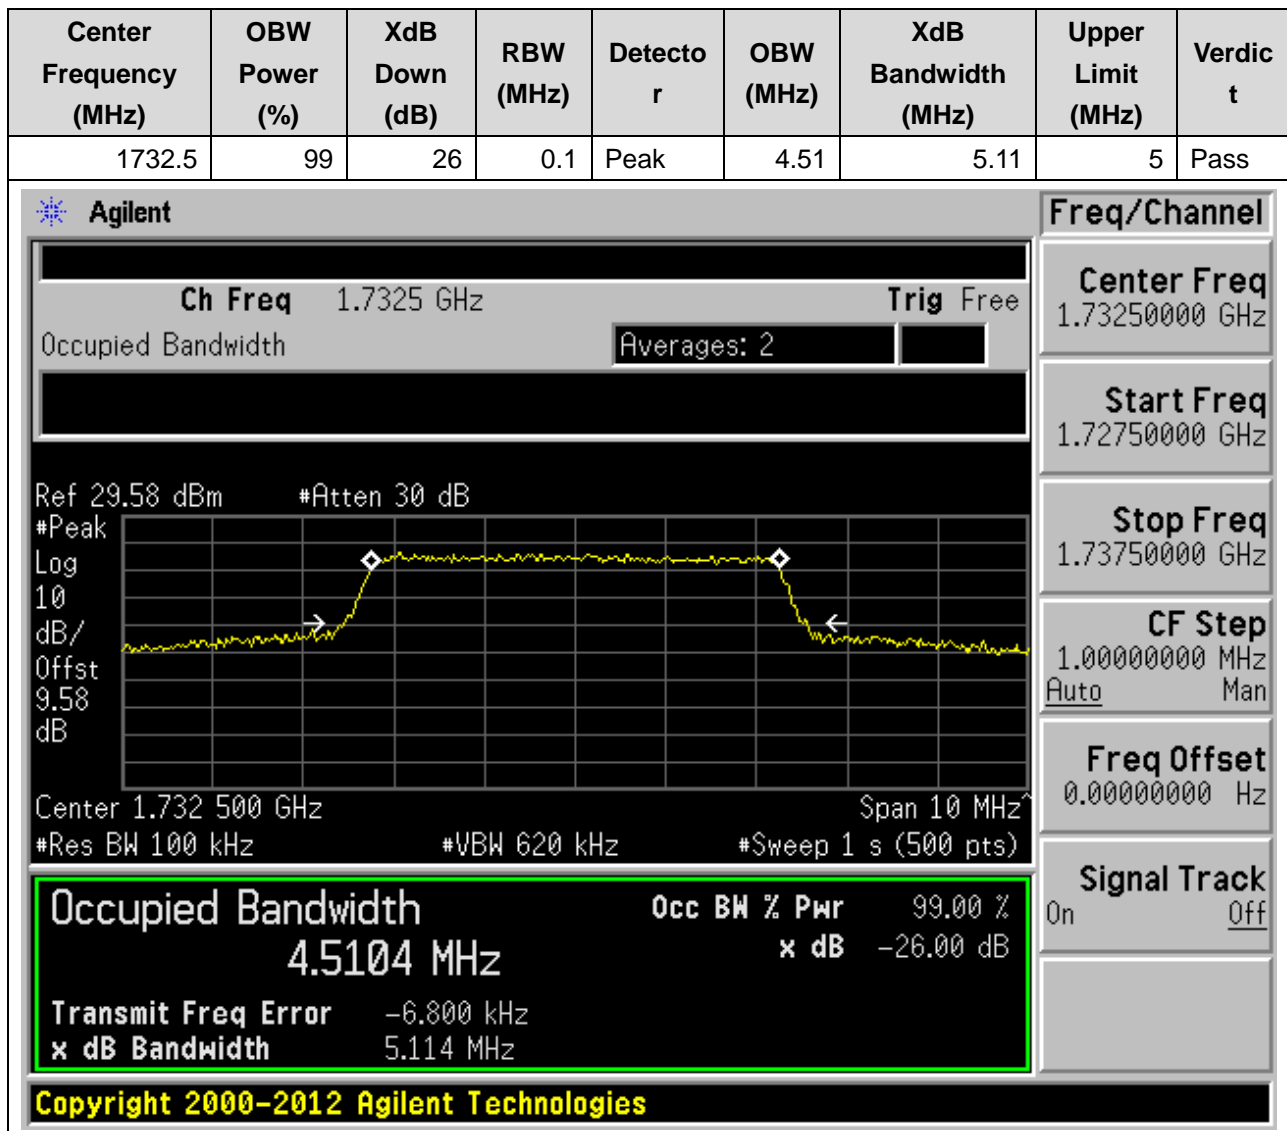 Center Frequency (MHz) OBW Power (%) XdB Down (dB) RBW (MHz) Detector OBW (MHz) XdB Bandwidth (MHz) Upper Limit (MHz) Verdict
1732.5 99 26 0.1 Peak 4.51 5.11 5 Pass
Agilent
Freq/Channel
Ch Freq 1.7325 GHz Trig Free
Occupied Bandwidth Averages: 2
Center Freq
1.73250000 GHz
Start Freq
1.72750000 GHz
Stop Freq
1.73750000 GHz
CF Step
1.00000000 MHz
Auto Man
Freq Offset
0.00000000 Hz
Signal Track
On Off
Ref 29.58 dBm #Atten 30 dB
#Peak
Log
10
dB/
Offst
9.58
dB
Center 1.732 500 GHz Span 10 MHz^
#Res BW 100 kHz #VBW 620 kHz #Sweep 1 s (500 pts)
Occupied Bandwidth Occ BW % Pwr 99.00 %
4.5104 MHz x dB -26.00 dB
Transmit Freq Error -6.800 kHz
x dB Bandwidth 5.114 MHz
Copyright 2000-2012 Agilent Technologies